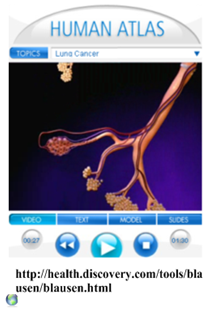 HUMAN ATLAS
TOPICS Lung Cancer
VIDEO TEXT MODEL SLIDES
00:27 01:30
http://health.discovery.com/tools/bla
usen/blausen.html